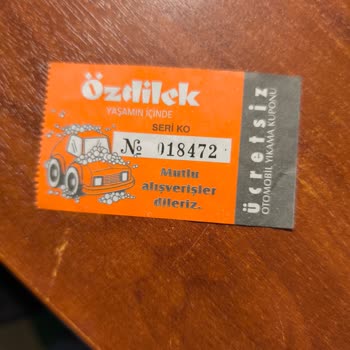 Özdilek
YAŞAMIN İÇİNDE
SERİ KO
№ 018472
Mutlu
alışverişler
dileriz.
ücretsiz
OTOMOBİL YIKAMA KUPONU